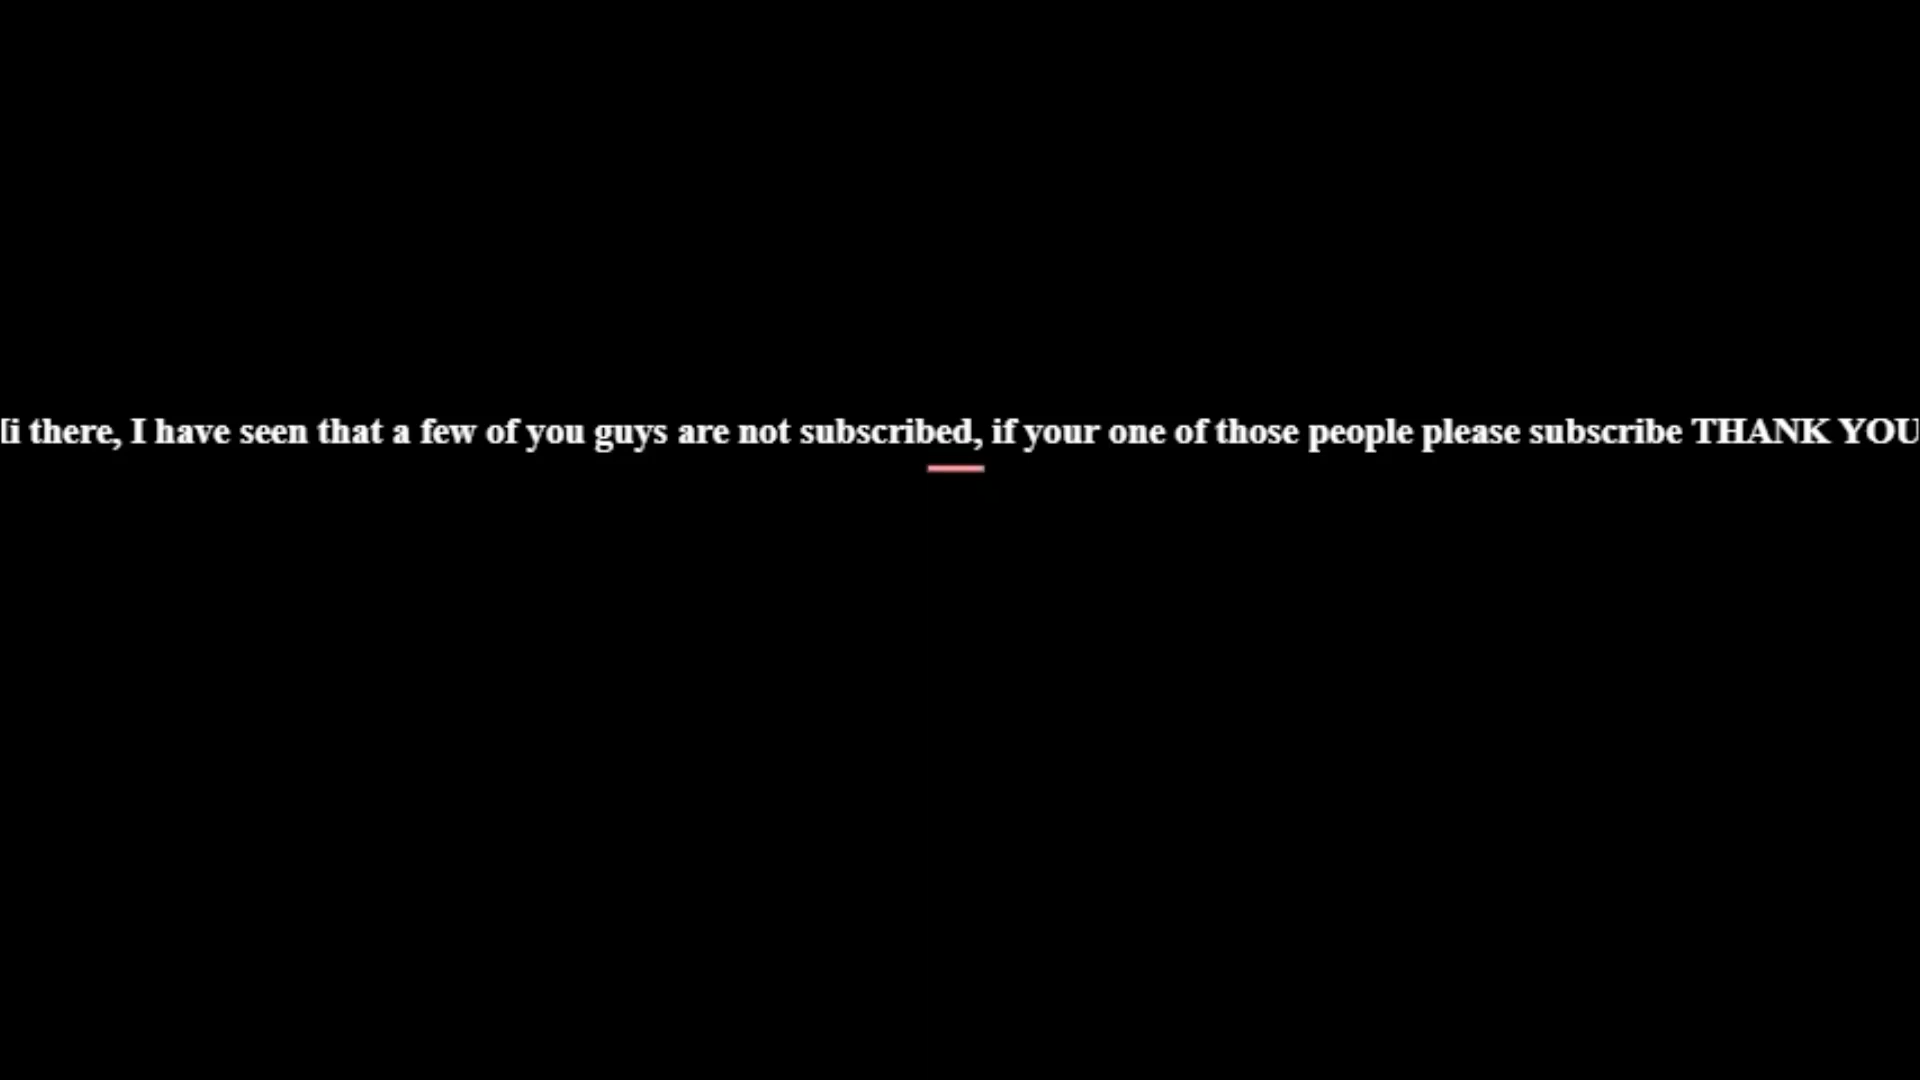 Hi there, I have seen that a few of you guys are not subscribed, if your one of those people please subscribe THANK YOU